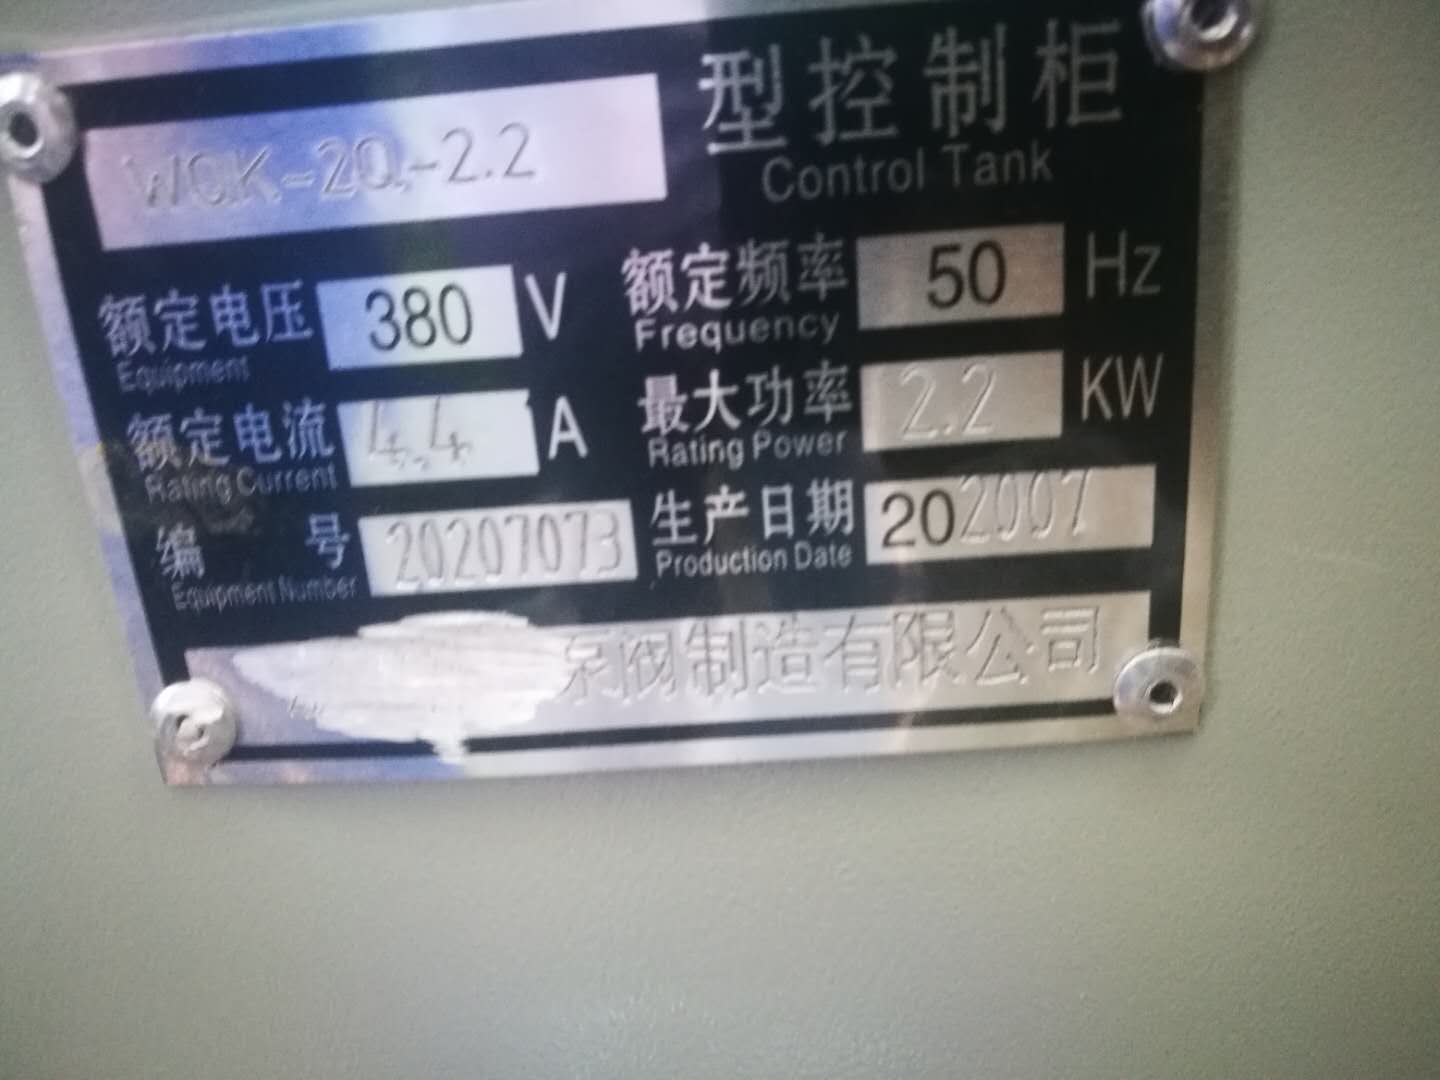 WCK-2Q-2.2 型控制柜
Control Tank
额定电压 380 V 额定频率 50 Hz
Equipment Frequency
额定电流 4.4 A 最大功率 2.2 KW
Rating Current Rating Power
编号 20207073 生产日期 202007
Equipment Number Production Date
泵阀制造有限公司